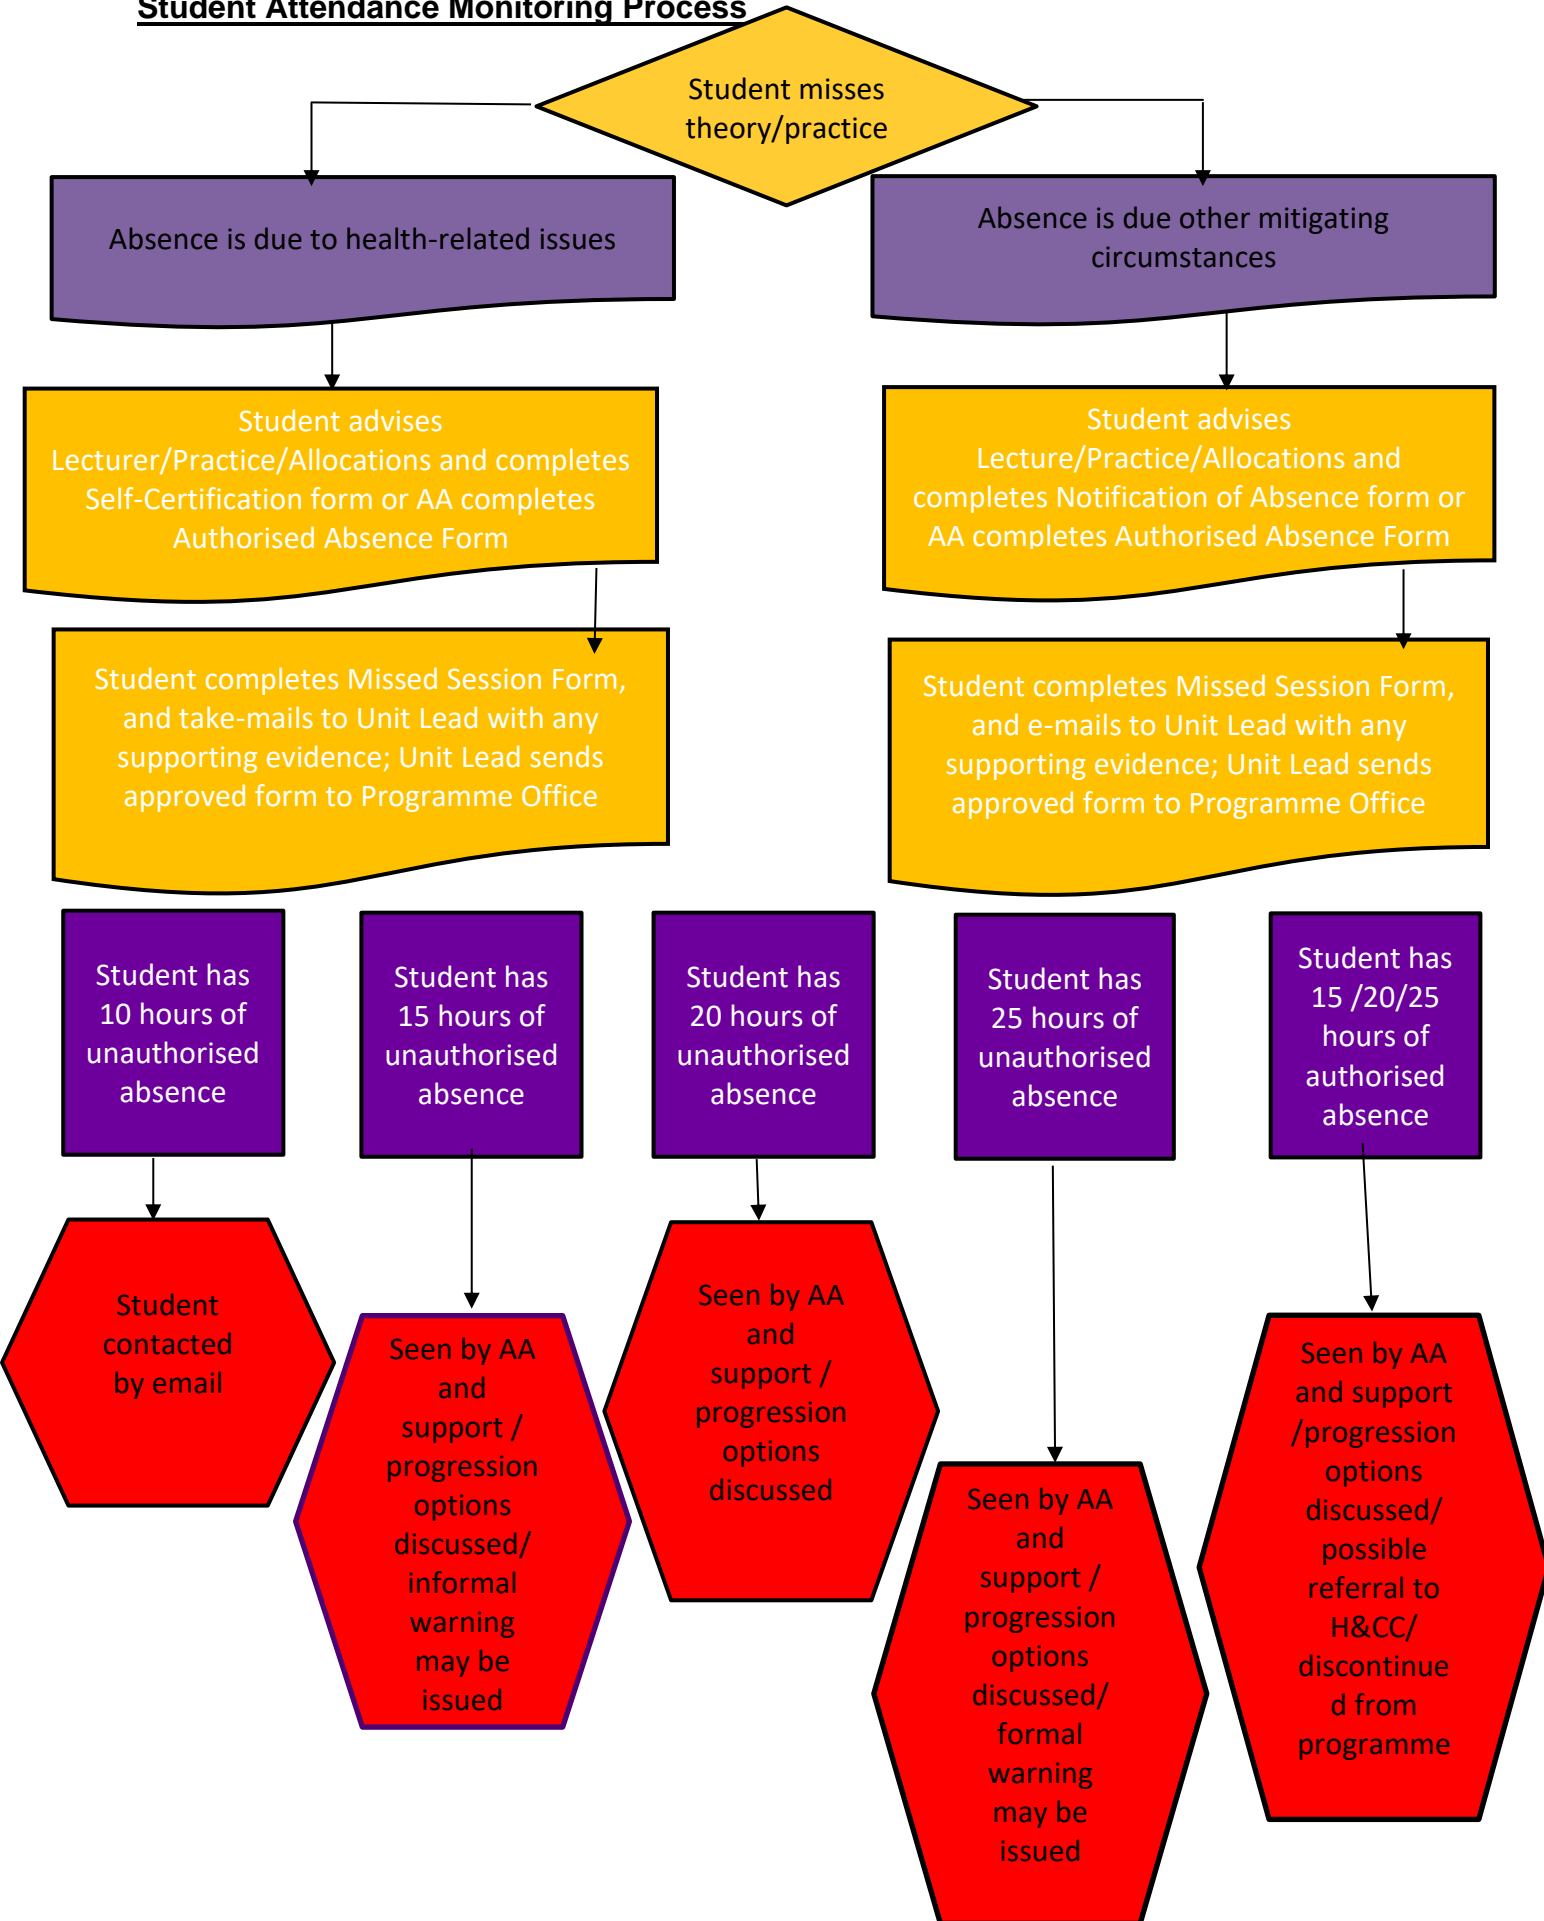 Student Attendance Monitoring Process
Student misses
theory/practice
Absence is due to health-related issues
Absence is due other mitigating
circumstances
Student advises
Lecturer/Practice/Allocations and completes
Self-Certification form or AA completes
Authorised Absence Form
Student advises
Lecture/Practice/Allocations and
completes Notification of Absence form or
AA completes Authorised Absence Form
Student completes Missed Session Form,
and take-mails to Unit Lead with any
supporting evidence; Unit Lead sends
approved form to Programme Office
Student completes Missed Session Form,
and e-mails to Unit Lead with any
supporting evidence; Unit Lead sends
approved form to Programme Office
Student has
10 hours of
unauthorised
absence
Student has
15 hours of
unauthorised
absence
Student has
20 hours of
unauthorised
absence
Student has
25 hours of
unauthorised
absence
Student has
15 /20/25
hours of
authorised
absence
Student
contacted
by email
Seen by AA
and
support /
progression
options
discussed/
informal
warning
may be
issued
Seen by AA
and
support /
progression
options
discussed
Seen by AA
and
support /
progression
options
discussed/
formal
warning
may be
issued
Seen by AA
and support
/progression
options
discussed/
possible
referral to
H&CC/
discontinue
d from
programme